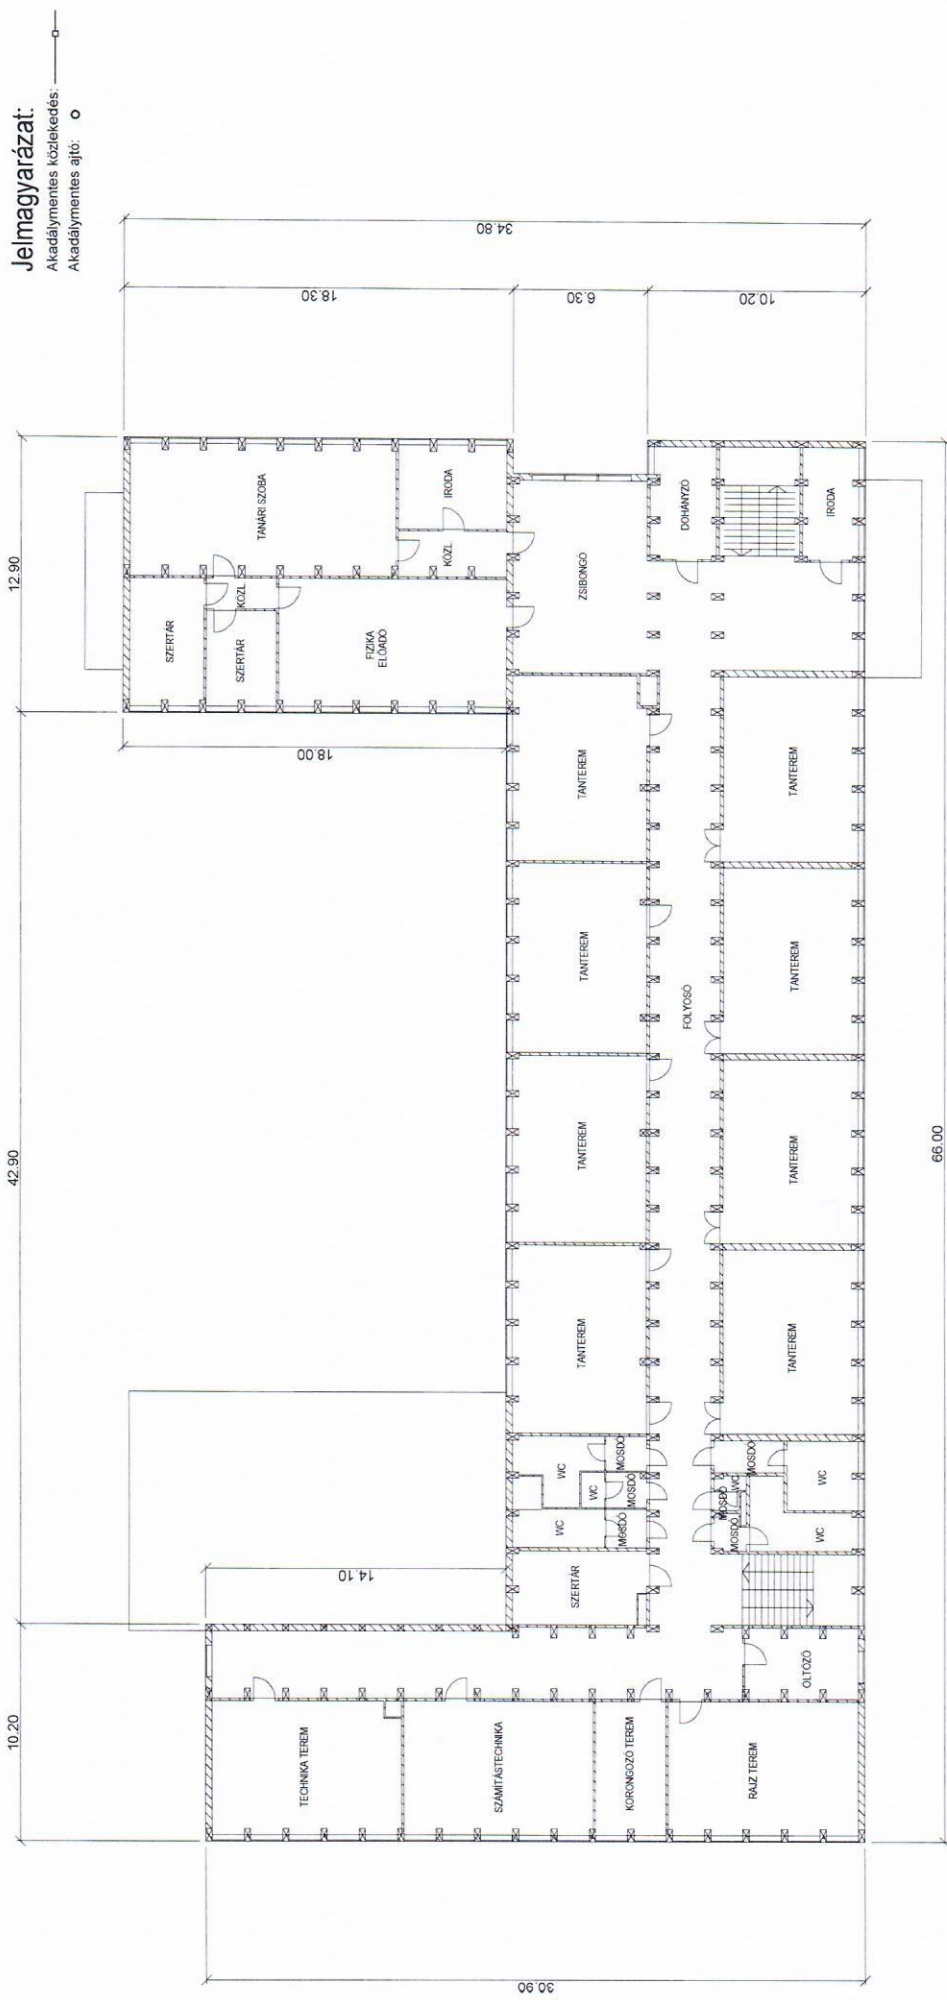 Jelmagyarázat:
Akadálymentes közlekedés:
Akadálymentes ajtó:
10.20
42.90
12.90
34.80
18.30
6.30
10.20
18.00
14.10
30.90
66.00
TECHNIKA TEREM
SZÁMÍTÁSTECHNIKA
KORONGOZÓ TEREM
RAJZ TEREM
ÖLTÖZŐ
SZERTÁR
WC
MOSDÓ
WC
MOSDÓ
WC
MOSDÓ
MOSDÓ
WC
MOSDÓ
WC
MOSDÓ
WC
TANTEREM
TANTEREM
TANTEREM
TANTEREM
FOLYOSÓ
TANTEREM
TANTEREM
TANTEREM
TANTEREM
SZERTÁR
SZERTÁR
KÖZL
FIZIKA
ELŐADÓ
TANÁRI SZOBA
KÖZL
IRODA
ZSIBONGÓ
DOHÁNYZÓ
IRODA